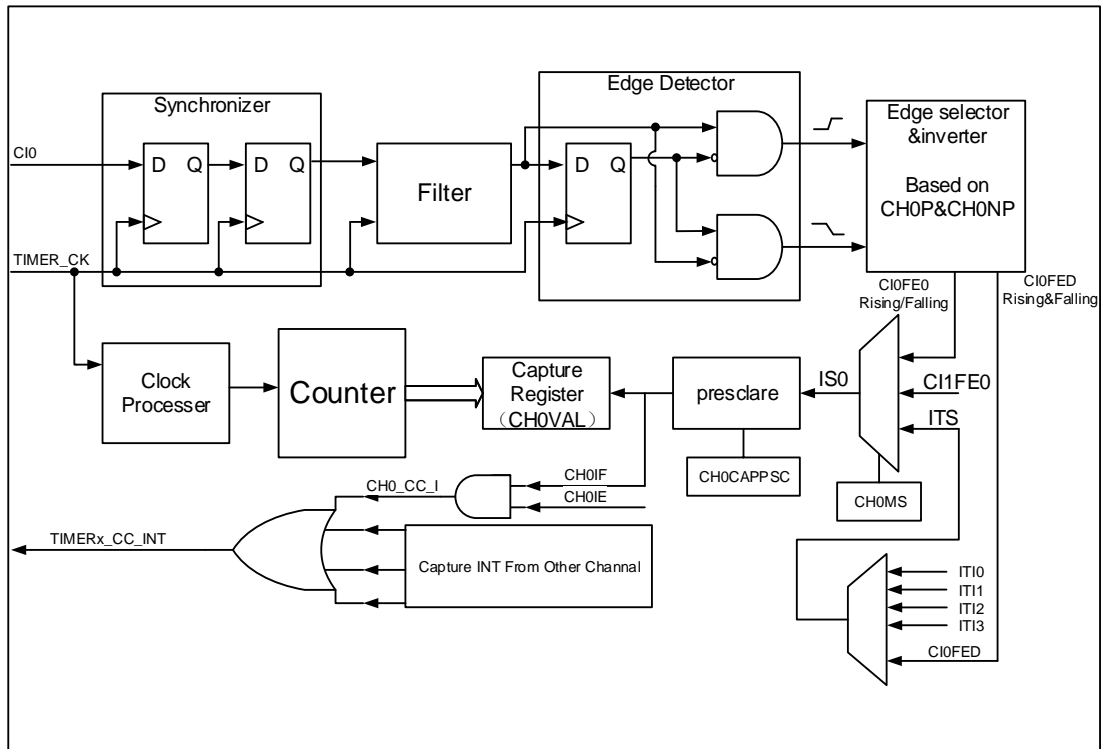 Edge Detector
Synchronizer
Edge selector
&inverter
CI0
D Q
D Q
D Q
Filter
Based on
CH0P&CH0NP
TIMER_CK
CI0FE0
Rising/Falling
CI0FED
Rising&Falling
Clock
Processer
Counter
Capture
Register
（CH0VAL）
presclare
IS0
CI1FE0
ITS
CH0CAPPSC
CH0MS
CH0_CC_I
CH0IF
CH0IE
TIMERx_CC_INT
Capture INT From Other Channel
ITI0
ITI1
ITI2
ITI3
CI0FED